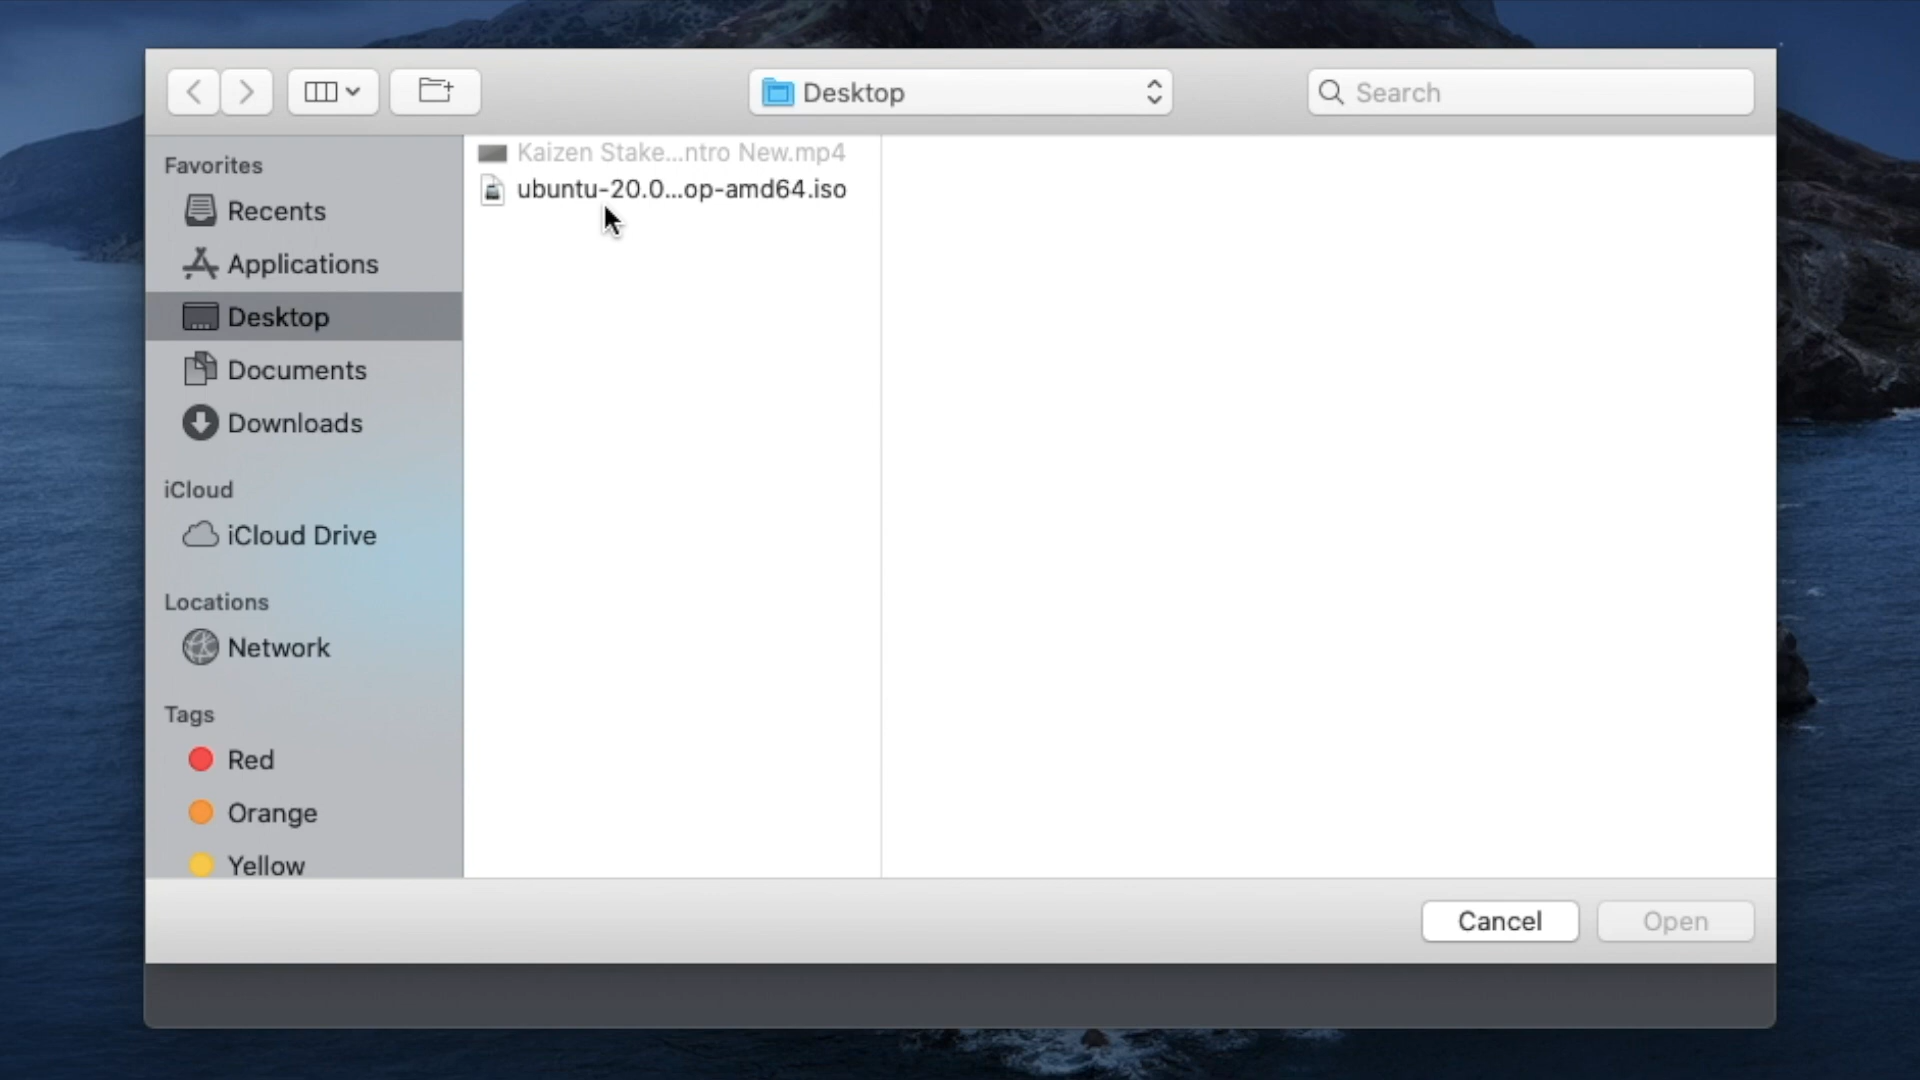 Desktop
Search
Favorites
Recents
Applications
Desktop
Documents
Downloads
iCloud
iCloud Drive
Locations
Network
Tags
Red
Orange
Yellow
Kaizen Stake...ntro New.mp4
ubuntu-20.0...op-amd64.iso
Cancel
Open